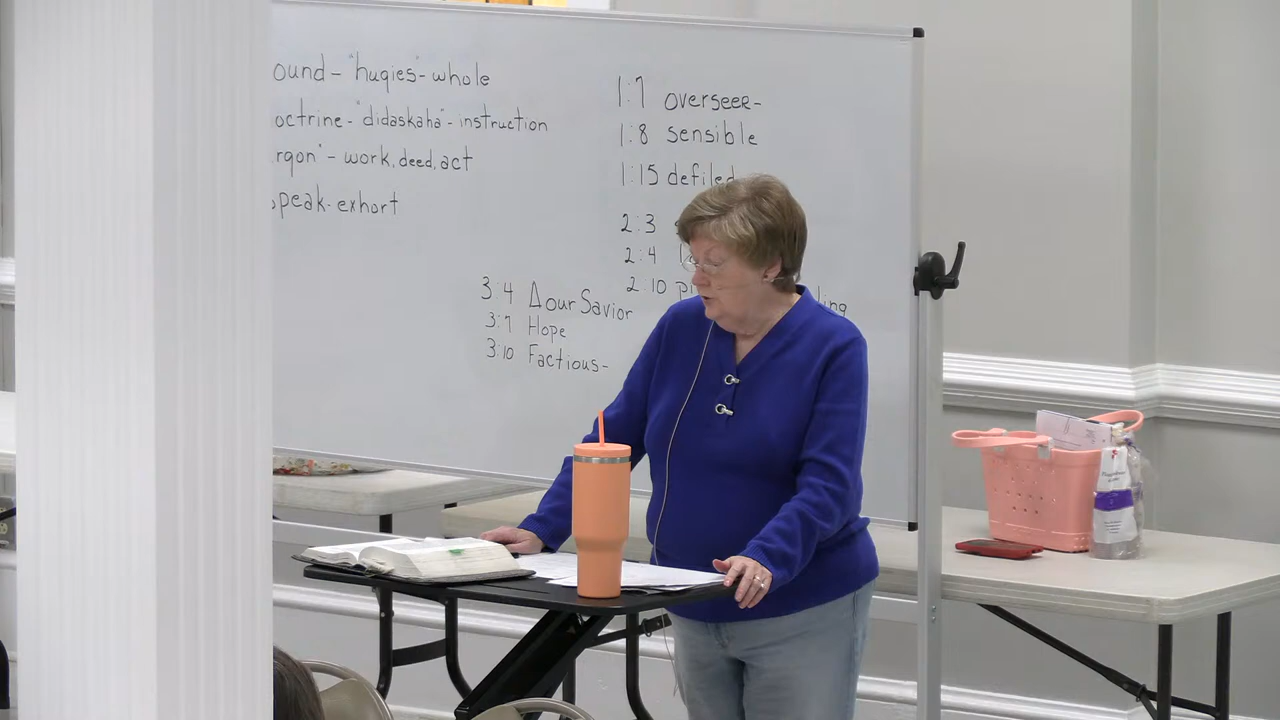 ound - "hugies" - whole
octrine - "didaskaha" - instruction
rgon" - work, deed, act
peak - exhort
1:7 overseer -
1:8 sensible
1:15 defiled
2:3
2:4
2:10
3:4 our Savior
3:7 Hope
3:10 Factious -